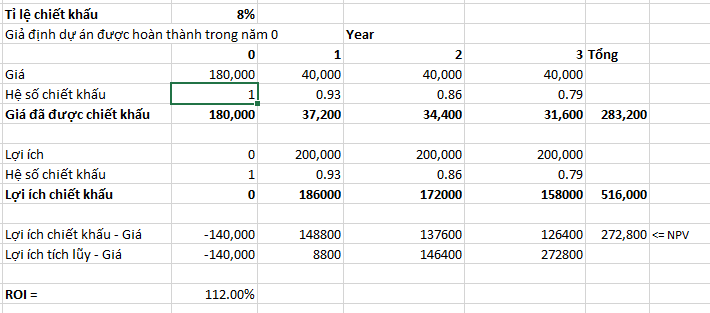 Tỉ lệ chiết khấu 8%
Giả định dự án được hoàn thành trong năm 0 Year
0 1 2 3 Tổng
Giá 180,000 40,000 40,000 40,000
Hệ số chiết khấu 1 0.93 0.86 0.79
Giá đã được chiết khấu 180,000 37,200 34,400 31,600 283,200
Lợi ích 0 200,000 200,000 200,000
Hệ số chiết khấu 1 0.93 0.86 0.79
Lợi ích chiết khấu 0 186000 172000 158000 516,000
Lợi ích chiết khấu - Giá -140,000 148800 137600 126400 272,800 <= NPV
Lợi ích tích lũy - Giá -140,000 8800 146400 272800
ROI = 112.00%